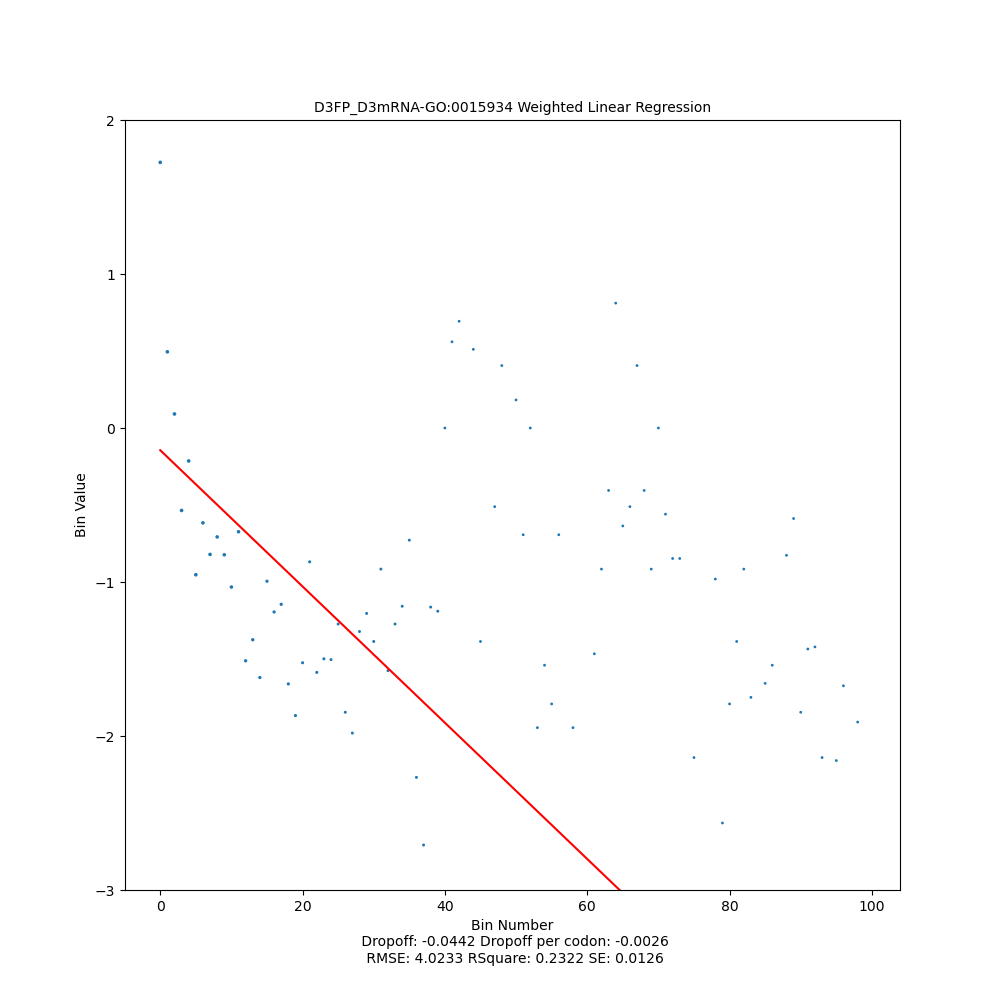 D3FP_D3mRNA-GO:0015934 Weighted Linear Regression
2
1
0
−1
−2
−3
Bin Value
0 20 40 60 80 100
Bin Number
Dropoff: -0.0442 Dropoff per codon: -0.0026
RMSE: 4.0233 RSquare: 0.2322 SE: 0.0126